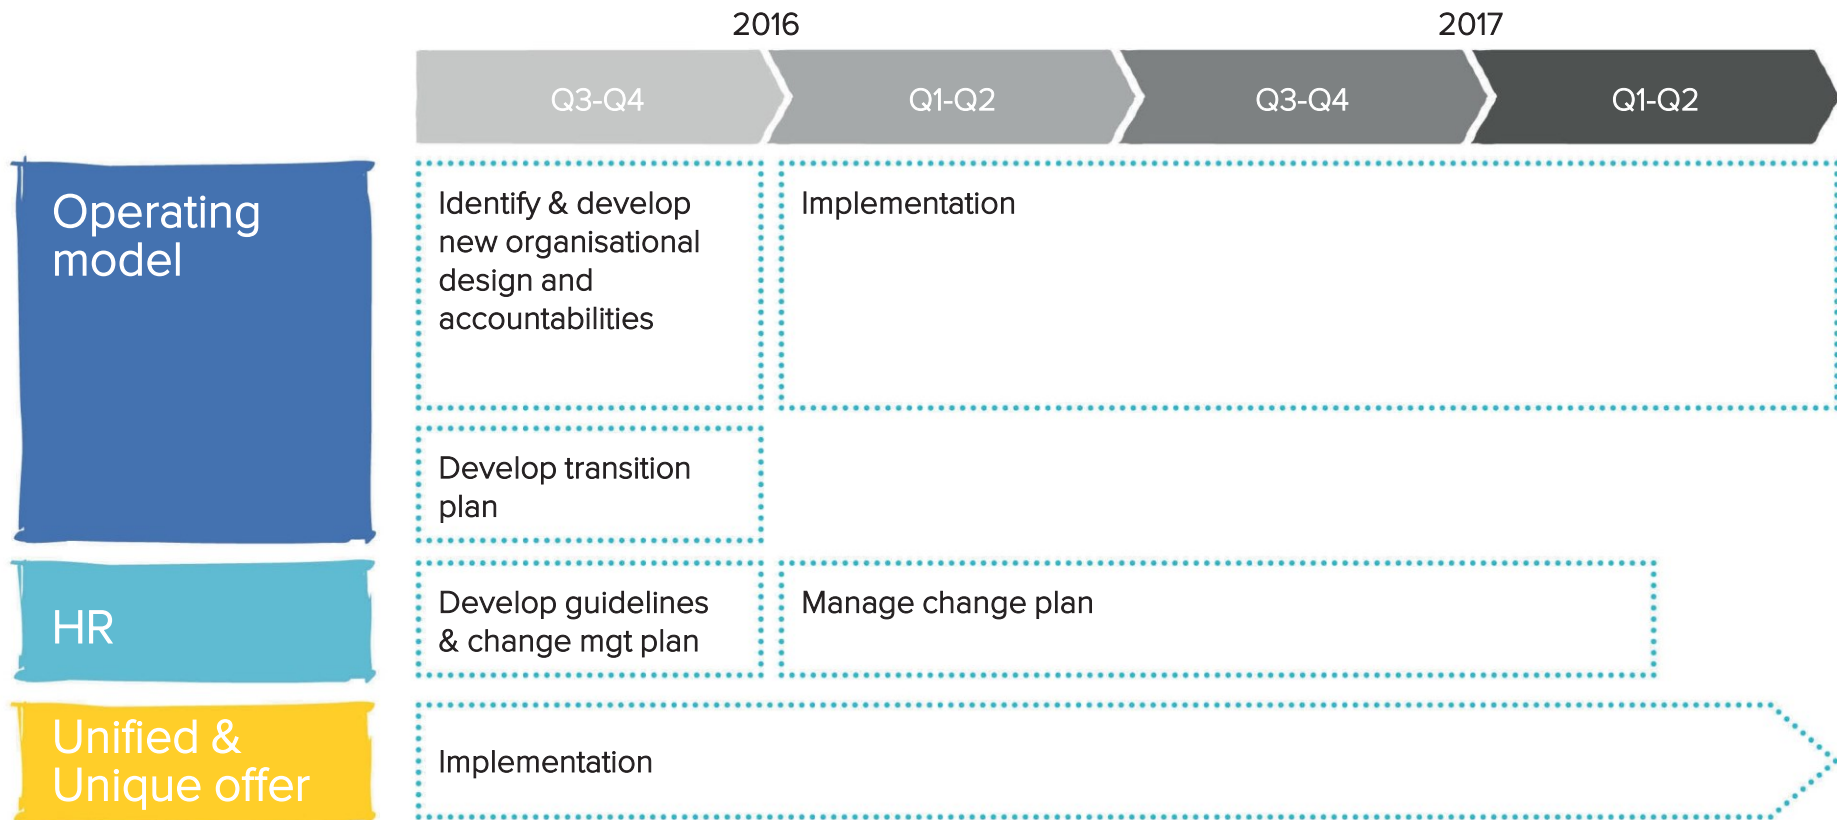 2016
2017
Q3-Q4
Q1-Q2
Q3-Q4
Q1-Q2
Operating
model
Identify & develop
new organisational
design and
accountabilities
Implementation
Develop transition
plan
HR
Develop guidelines
& change mgt plan
Manage change plan
Unified &
Unique offer
Implementation